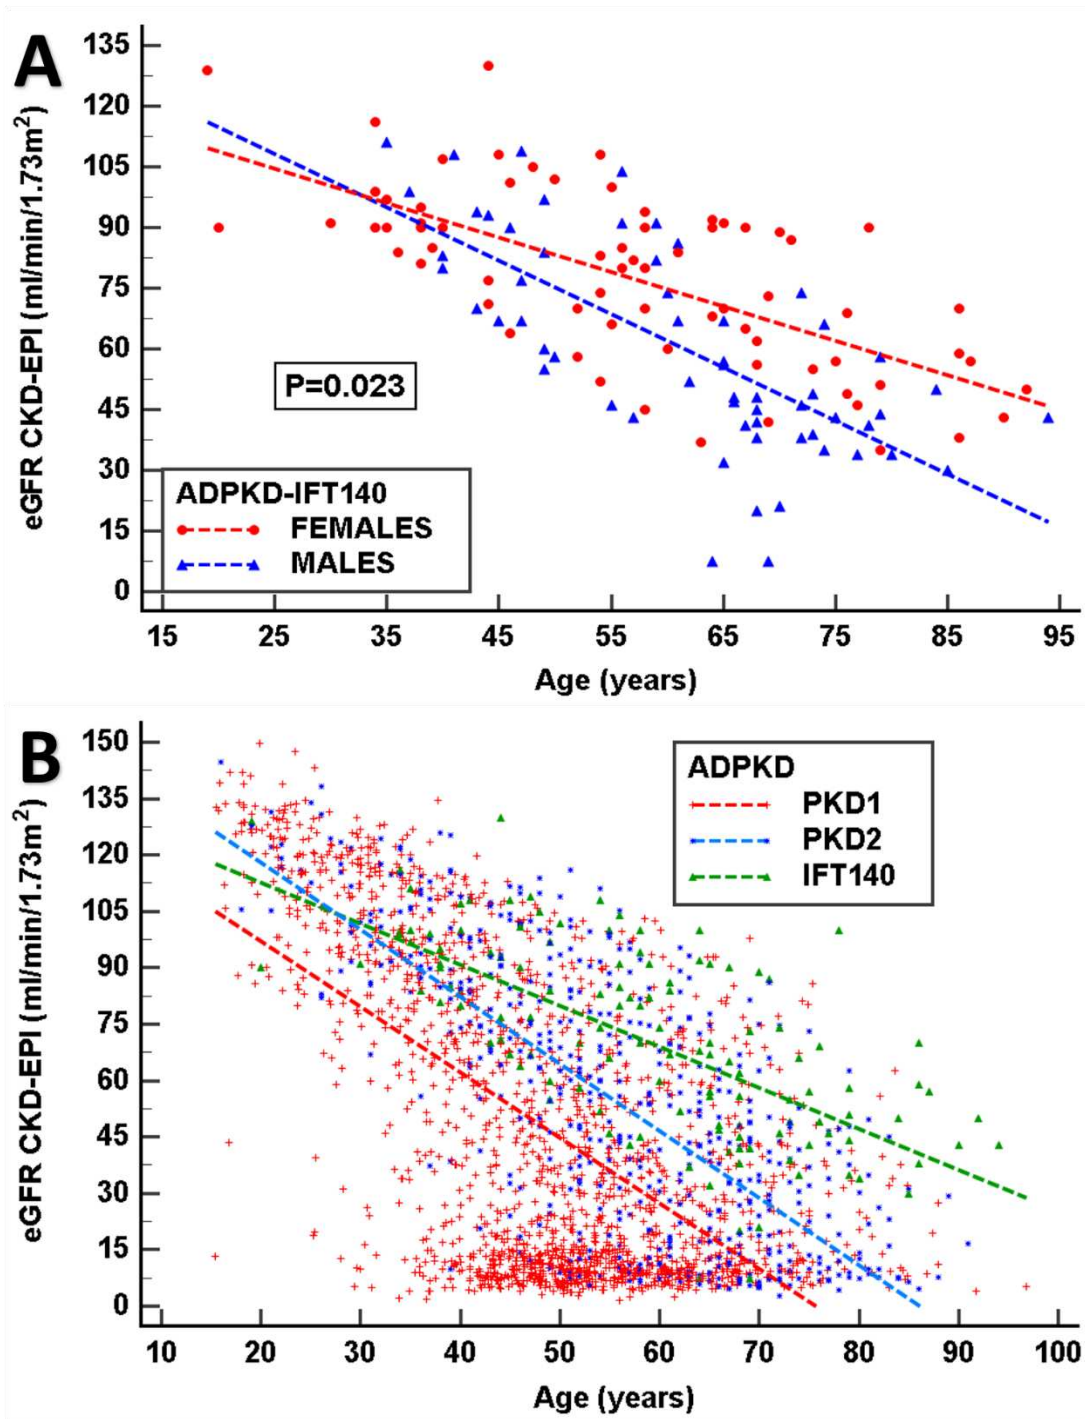 A
eGFR CKD-EPI (ml/min/1.73m²)
135
120
105
90
75
60
45
30
15
0
P=0.023
ADPKD-IFT140
FEMALES
MALES
15 25 35 45 55 65 75 85 95
Age (years)
B
eGFR CKD-EPI (ml/min/1.73m²)
150
135
120
105
90
75
60
45
30
15
0
ADPKD
PKD1
PKD2
IFT140
10 20 30 40 50 60 70 80 90 100
Age (years)